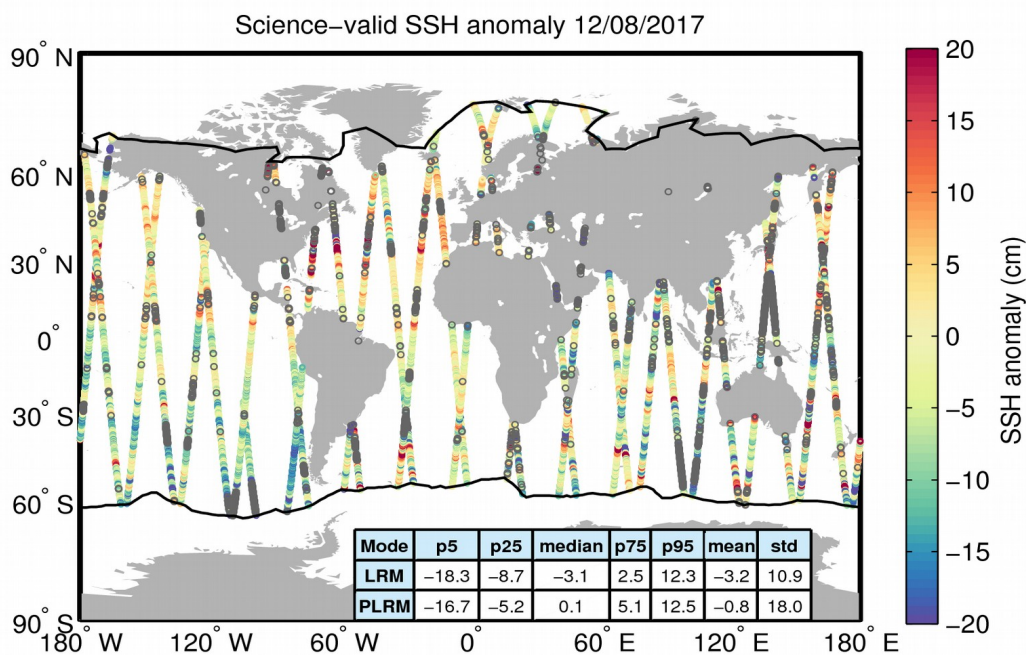 Science−valid SSH anomaly 12/08/2017
90° N
60° N
30° N
0°
30° S
60° S
90° S
180° W
120° W
60° W
0°
60° E
120° E
180° E
Mode p5 p25 median p75 p95 mean std
LRM −18.3 −8.7 −3.1 2.5 12.3 −3.2 10.9
PLRM −16.7 −5.2 0.1 5.1 12.5 −0.8 18.0
20
15
10
5
0
−5
−10
−15
−20
SSH anomaly (cm)